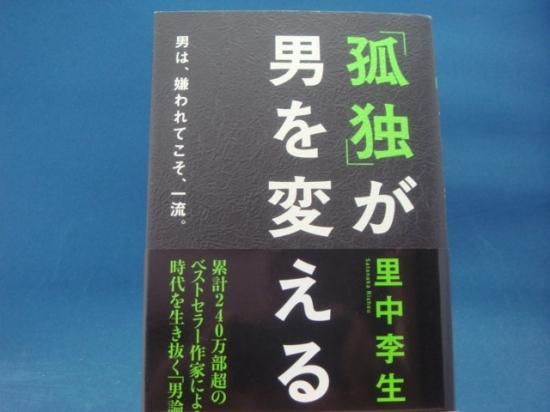 「孤独」が
男を変える
男は、嫌われてこそ、一流。
里中李生
Satonaka Rishou
累計240万部超の
ベストセラー作家によ
時代を生き抜く「男論